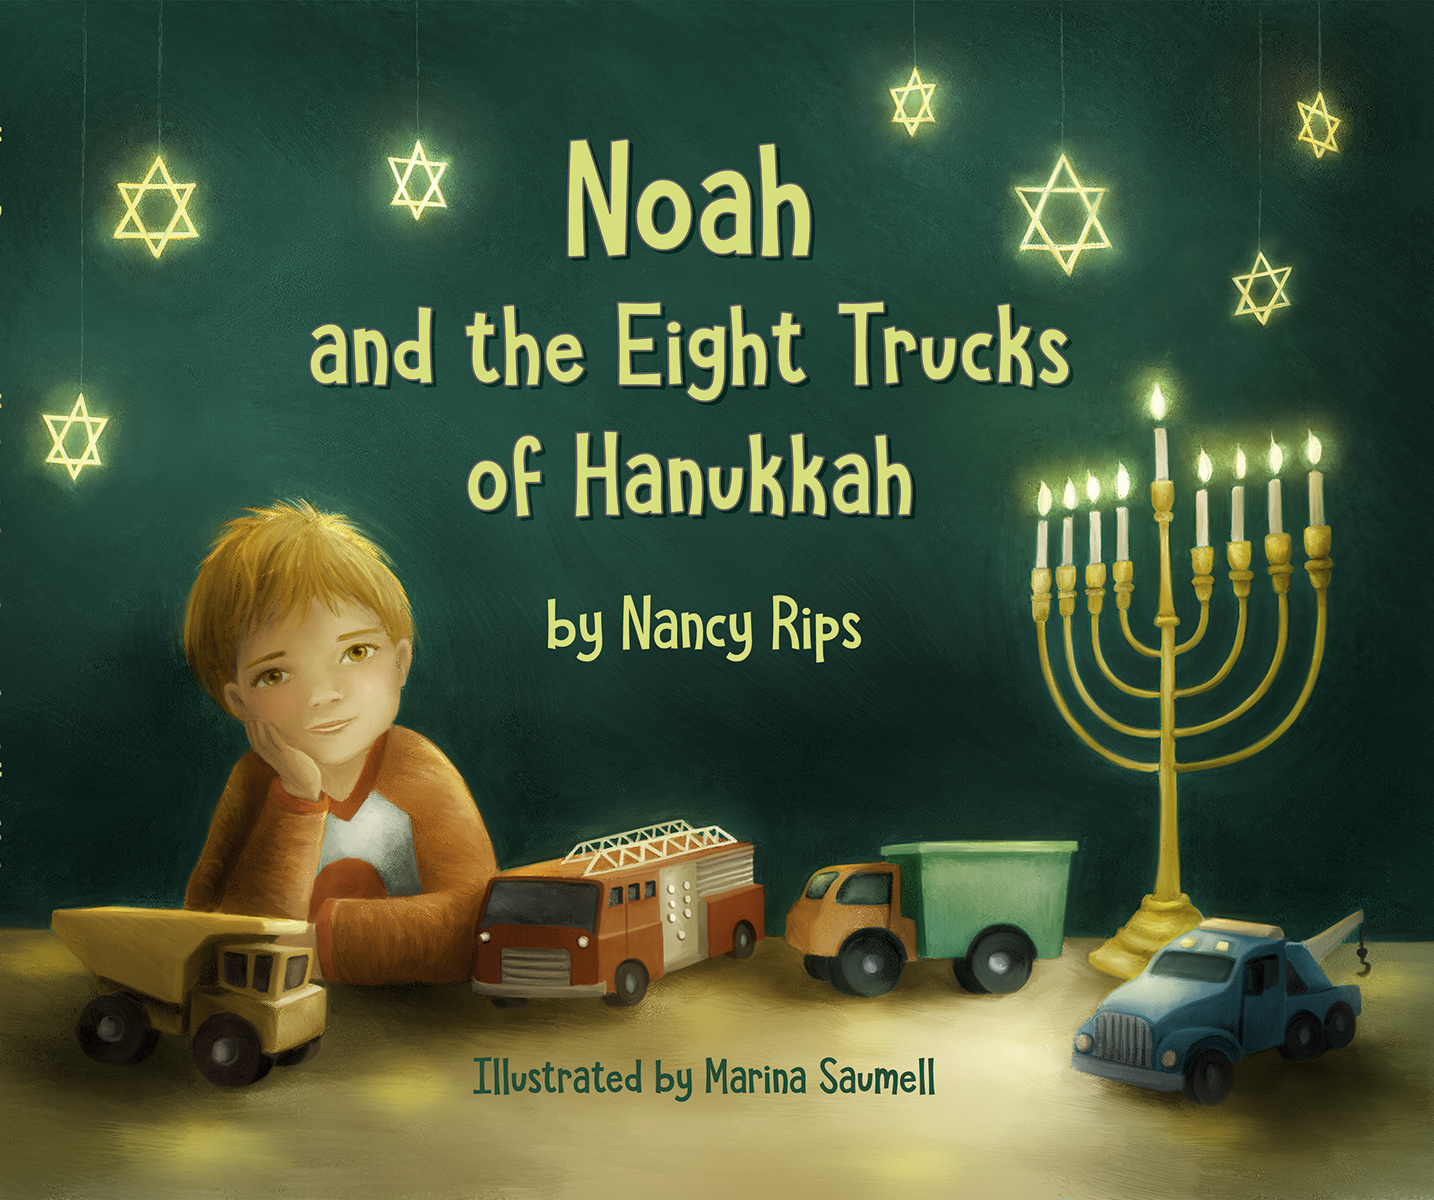 Noah
and the Eight Trucks
of Hanukkah
by Nancy Rips
Illustrated by Marina Saumell